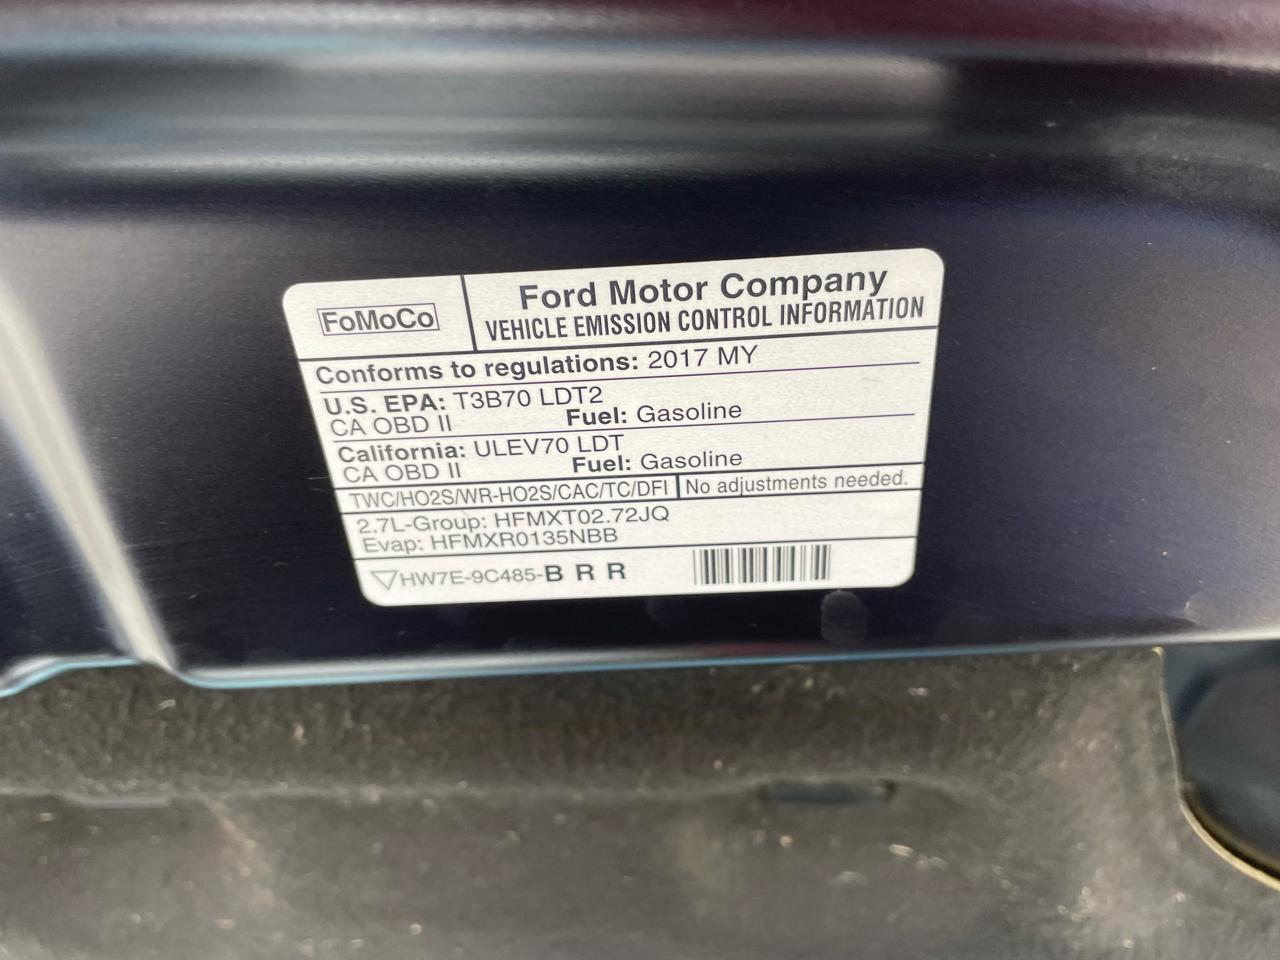 FoMoCo
Ford Motor Company
VEHICLE EMISSION CONTROL INFORMATION
Conforms to regulations: 2017 MY
U.S. EPA: T3B70 LDT2
CA OBD II Fuel: Gasoline
California: ULEV70 LDT
CA OBD II Fuel: Gasoline
TWC/HO2S/WR-HO2S/CAC/TC/DFI No adjustments needed.
2.7L-Group: HFMXT02.72JQ
Evap: HFMXR0135NBB
HW7E-9C485-B R R